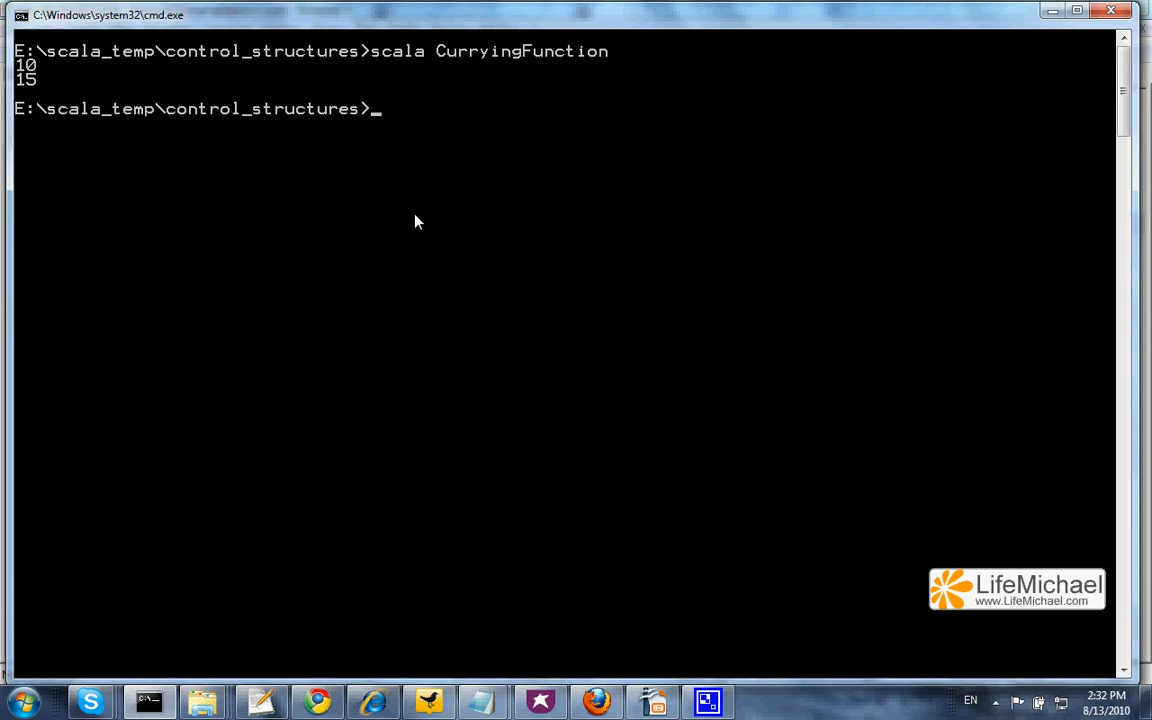 C:\Windows\system32\cmd.exe
E:\scala_temp\control_structures>scala CurryingFunction
10
15
E:\scala_temp\control_structures>_
LifeMichael
www.LifeMichael.com
EN
2:32 PM
8/13/2010